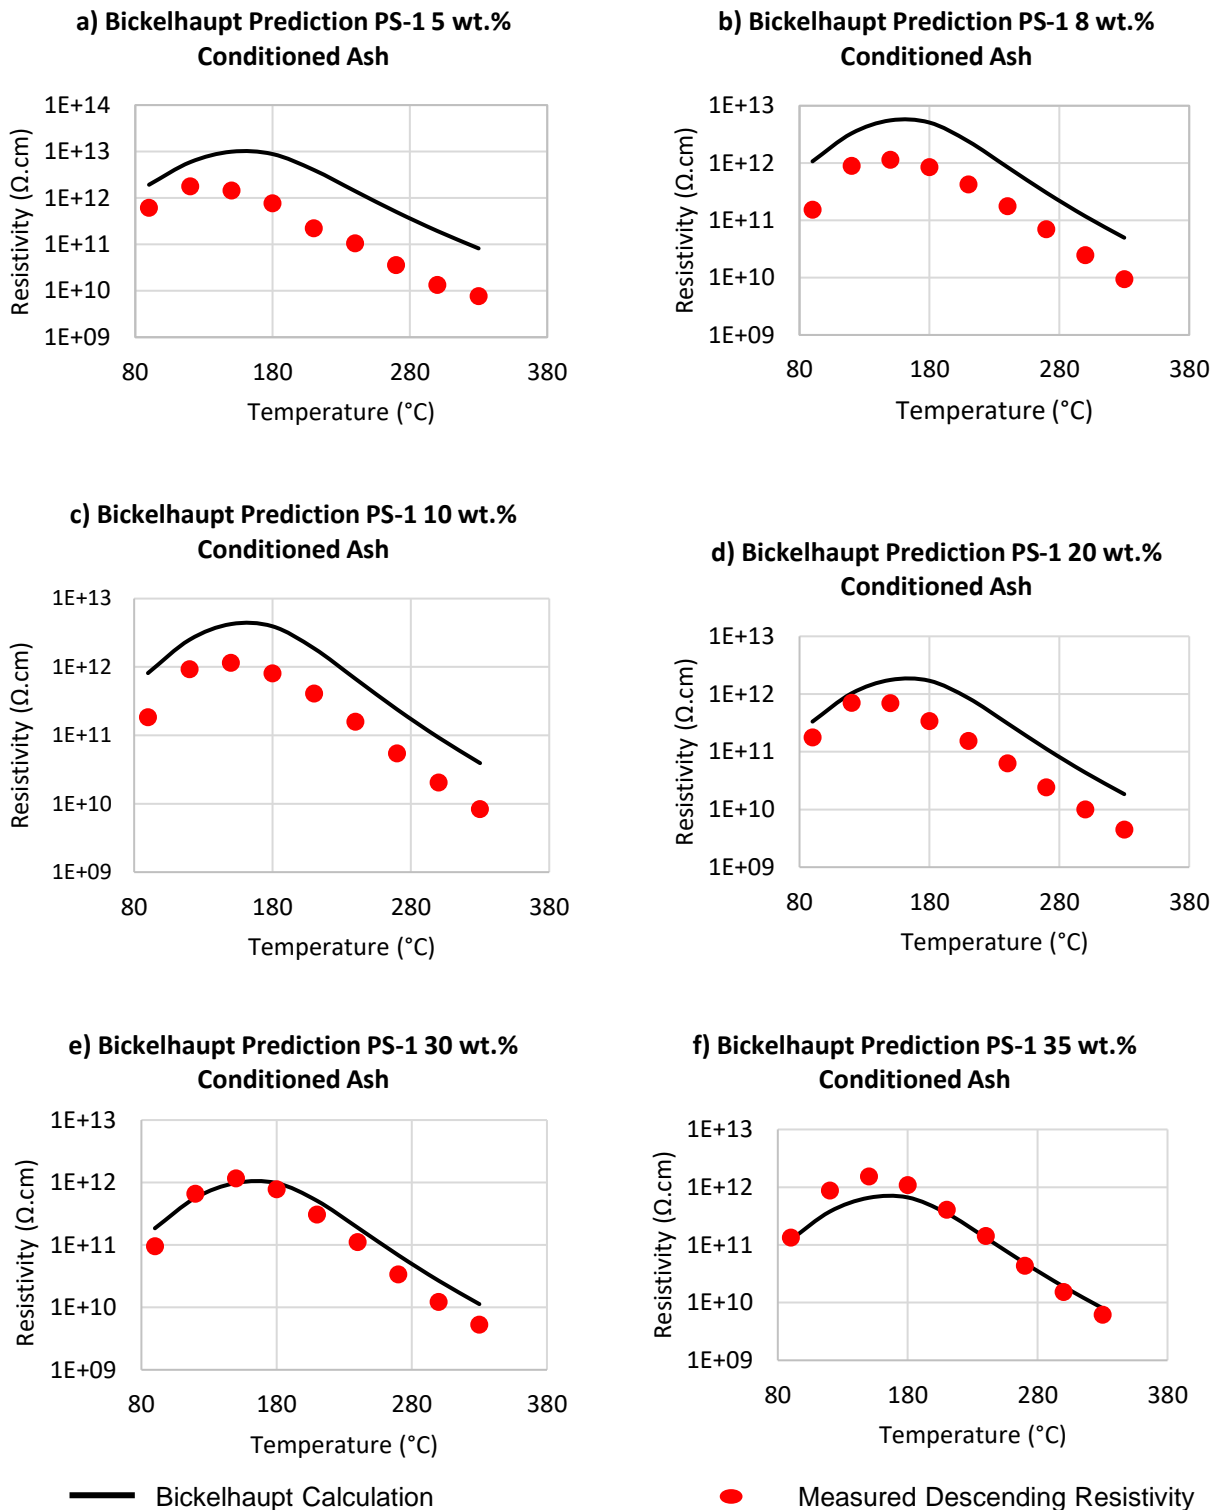 a) Bickelhaupt Prediction PS-1 5 wt.%
Conditioned Ash
1E+14
1E+13
1E+12
1E+11
1E+10
1E+09
Resistivity (Ω.cm)
80 180 280 380
Temperature (°C)
b) Bickelhaupt Prediction PS-1 8 wt.%
Conditioned Ash
1E+13
1E+12
1E+11
1E+10
1E+09
Resistivity (Ω.cm)
80 180 280 380
Temperature (°C)
c) Bickelhaupt Prediction PS-1 10 wt.%
Conditioned Ash
1E+13
1E+12
1E+11
1E+10
1E+09
Resistivity (Ω.cm)
80 180 280 380
Temperature (°C)
d) Bickelhaupt Prediction PS-1 20 wt.%
Conditioned Ash
1E+13
1E+12
1E+11
1E+10
1E+09
Resistivity (Ω.cm)
80 180 280 380
Temperature (°C)
e) Bickelhaupt Prediction PS-1 30 wt.%
Conditioned Ash
1E+13
1E+12
1E+11
1E+10
1E+09
Resistivity (Ω.cm)
80 180 280 380
Temperature (°C)
f) Bickelhaupt Prediction PS-1 35 wt.%
Conditioned Ash
1E+13
1E+12
1E+11
1E+10
1E+09
Resistivity (Ω.cm)
80 180 280 380
Temperature (°C)
Bickelhaupt Calculation
Measured Descending Resistivity